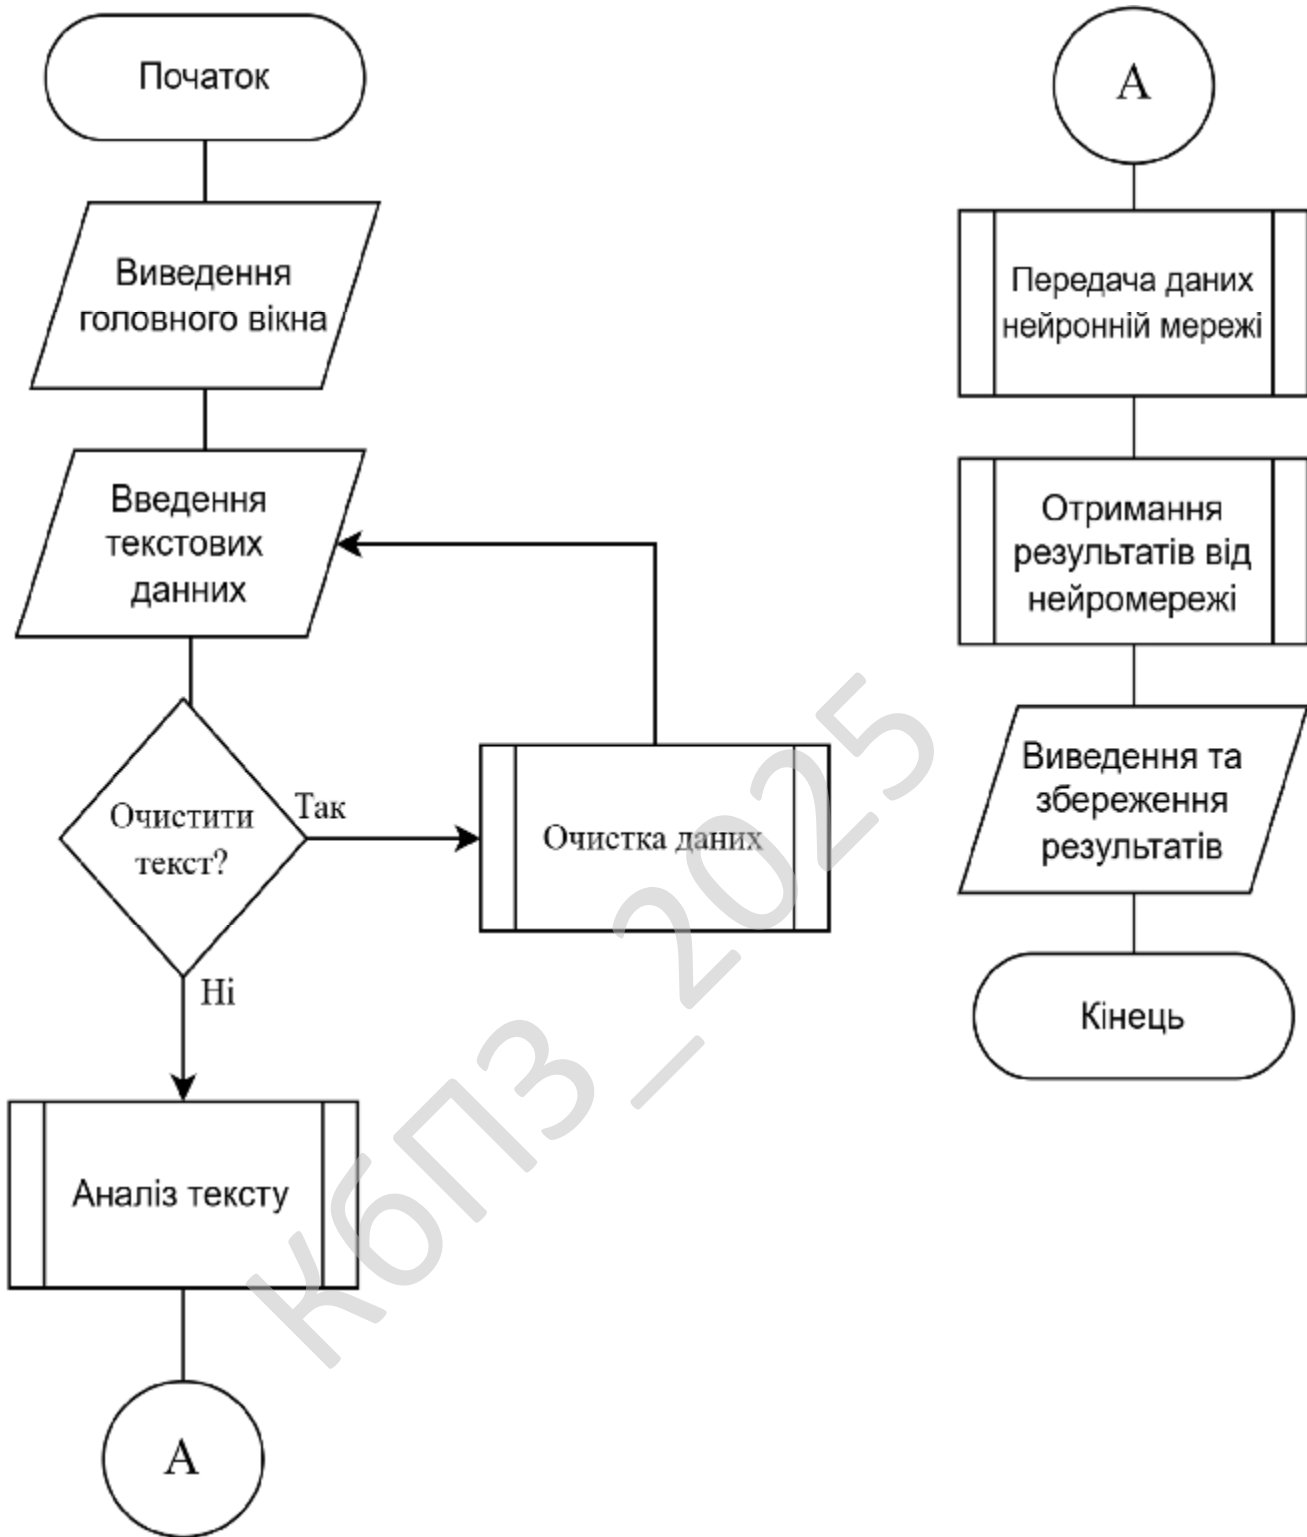 Початок
Виведення
головного вікна
Введення
текстових
данних
Очистити
текст?
Так
Очистка даних
Ні
Аналіз тексту
А
А
Передача даних
нейронній мережі
Отримання
результатів від
нейромережі
Виведення та
збереження
результатів
Кінець
КбПЗ_2025